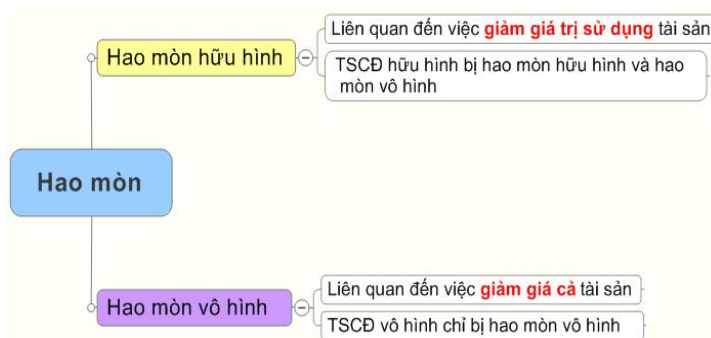 Liên quan đến việc giảm giá trị sử dụng tài sản
Hao mòn hữu hình
TSCĐ hữu hình bị hao mòn hữu hình và hao
mòn vô hình
Hao mòn
Liên quan đến việc giảm giá cả tài sản
Hao mòn vô hình
TSCĐ vô hình chỉ bị hao mòn vô hình